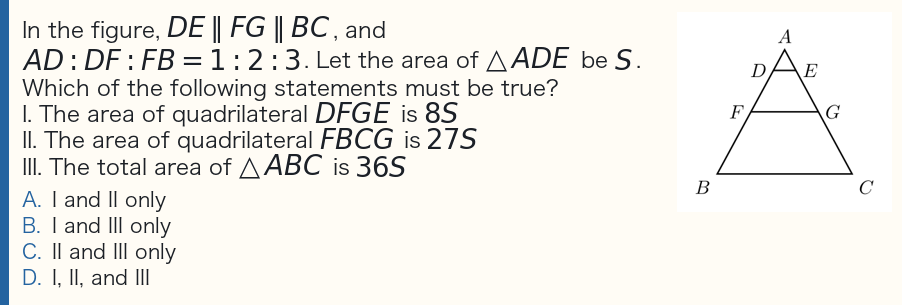 In the figure, DE ∥ FG ∥ BC, and
AD : DF : FB = 1 : 2 : 3. Let the area of △ADE be S.
Which of the following statements must be true?
I. The area of quadrilateral DFGE is 8S
II. The area of quadrilateral FBCG is 27S
III. The total area of △ABC is 36S
A. I and II only
B. I and III only
C. II and III only
D. I, II, and III
A
D E
F G
B C